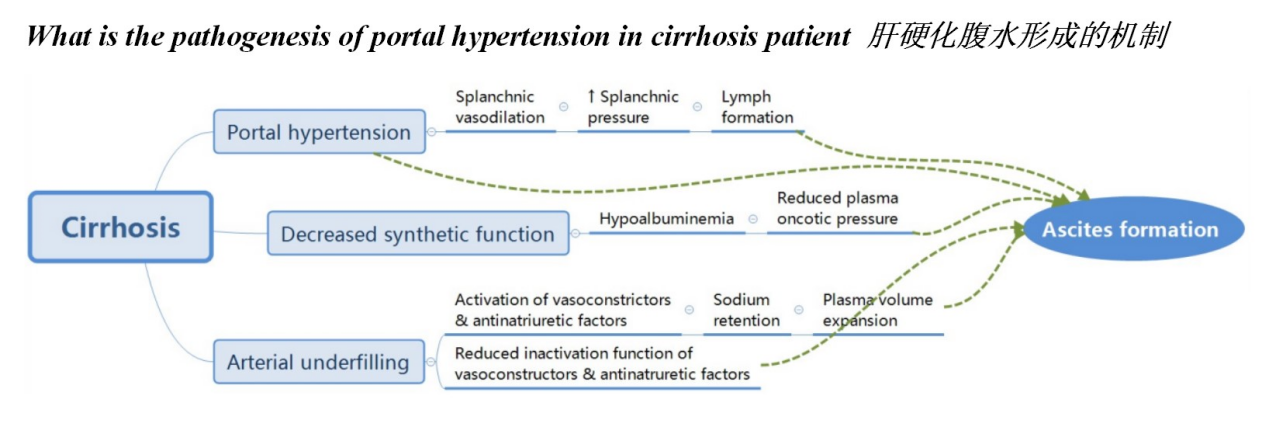 What is the pathogenesis of portal hypertension in cirrhosis patient 肝硬化腹水形成的机制
Splanchnic
vasodilation
↑ Splanchnic
pressure
Lymph
formation
Portal hypertension
Cirrhosis
Decreased synthetic function
Hypoalbuminemia
Reduced plasma
oncotic pressure
Ascites formation
Arterial underfilling
Activation of vasoconstrictors
& antinatriuretic factors
Sodium
retention
Plasma volume
expansion
Reduced inactivation function of
vasoconstructors & antinatruretic factors